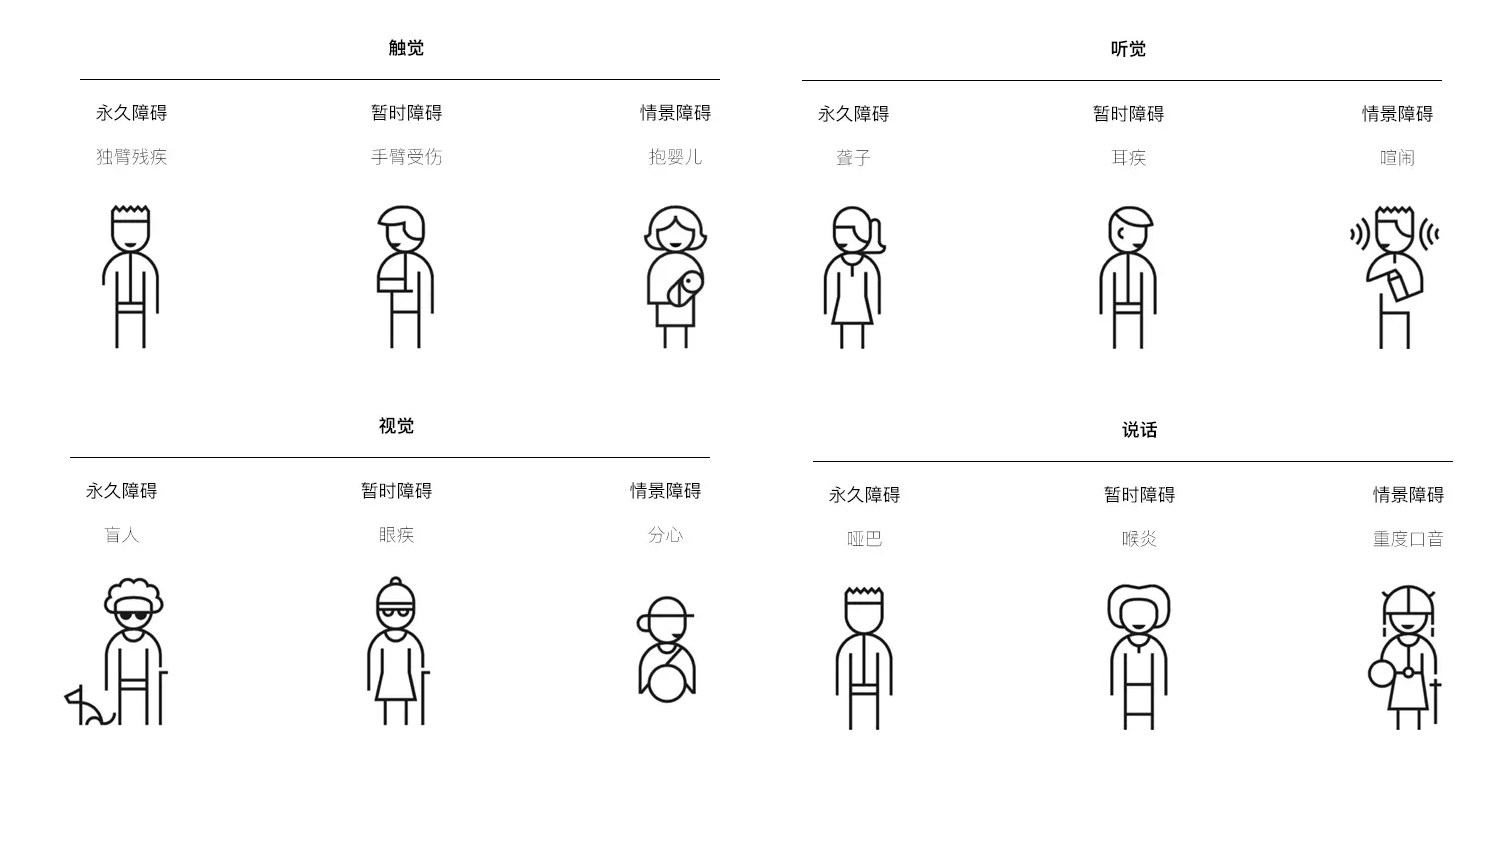 触觉
永久障碍 暂时障碍 情景障碍
独臂残疾 手臂受伤 抱婴儿
听觉
永久障碍 暂时障碍 情景障碍
聋子 耳疾 喧闹
视觉
永久障碍 暂时障碍 情景障碍
盲人 眼疾 分心
说话
永久障碍 暂时障碍 情景障碍
哑巴 喉炎 重度口音